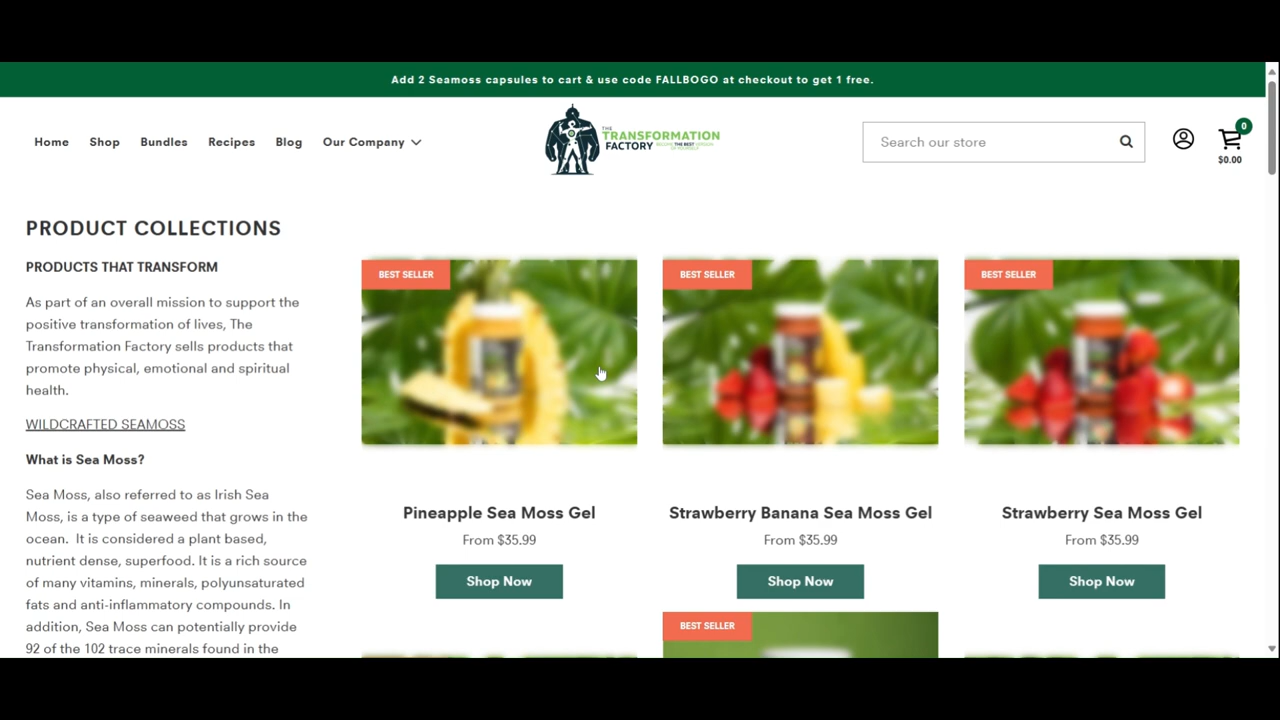 Add 2 Seamoss capsules to cart & use code FALLBOGO at checkout to get 1 free.
Home Shop Bundles Recipes Blog Our Company
THE
TRANSFORMATION
FACTORY
Search our store
0
$0.00
PRODUCT COLLECTIONS
PRODUCTS THAT TRANSFORM
As part of an overall mission to support the
positive transformation of lives, The
Transformation Factory sells products that
promote physical, emotional and spiritual
health.
WILDCRAFTED SEAMOSS
What is Sea Moss?
Sea Moss, also referred to as Irish Sea
Moss, is a type of seaweed that grows in the
ocean. It is considered a plant based,
nutrient dense, superfood. It is a rich source
of many vitamins, minerals, polyunsaturated
fats and anti-inflammatory compounds. In
addition, Sea Moss can potentially provide
92 of the 102 trace minerals found in the
BEST SELLER
Pineapple Sea Moss Gel
From $35.99
Shop Now
BEST SELLER
Strawberry Banana Sea Moss Gel
From $35.99
Shop Now
BEST SELLER
Strawberry Sea Moss Gel
From $35.99
Shop Now
BEST SELLER